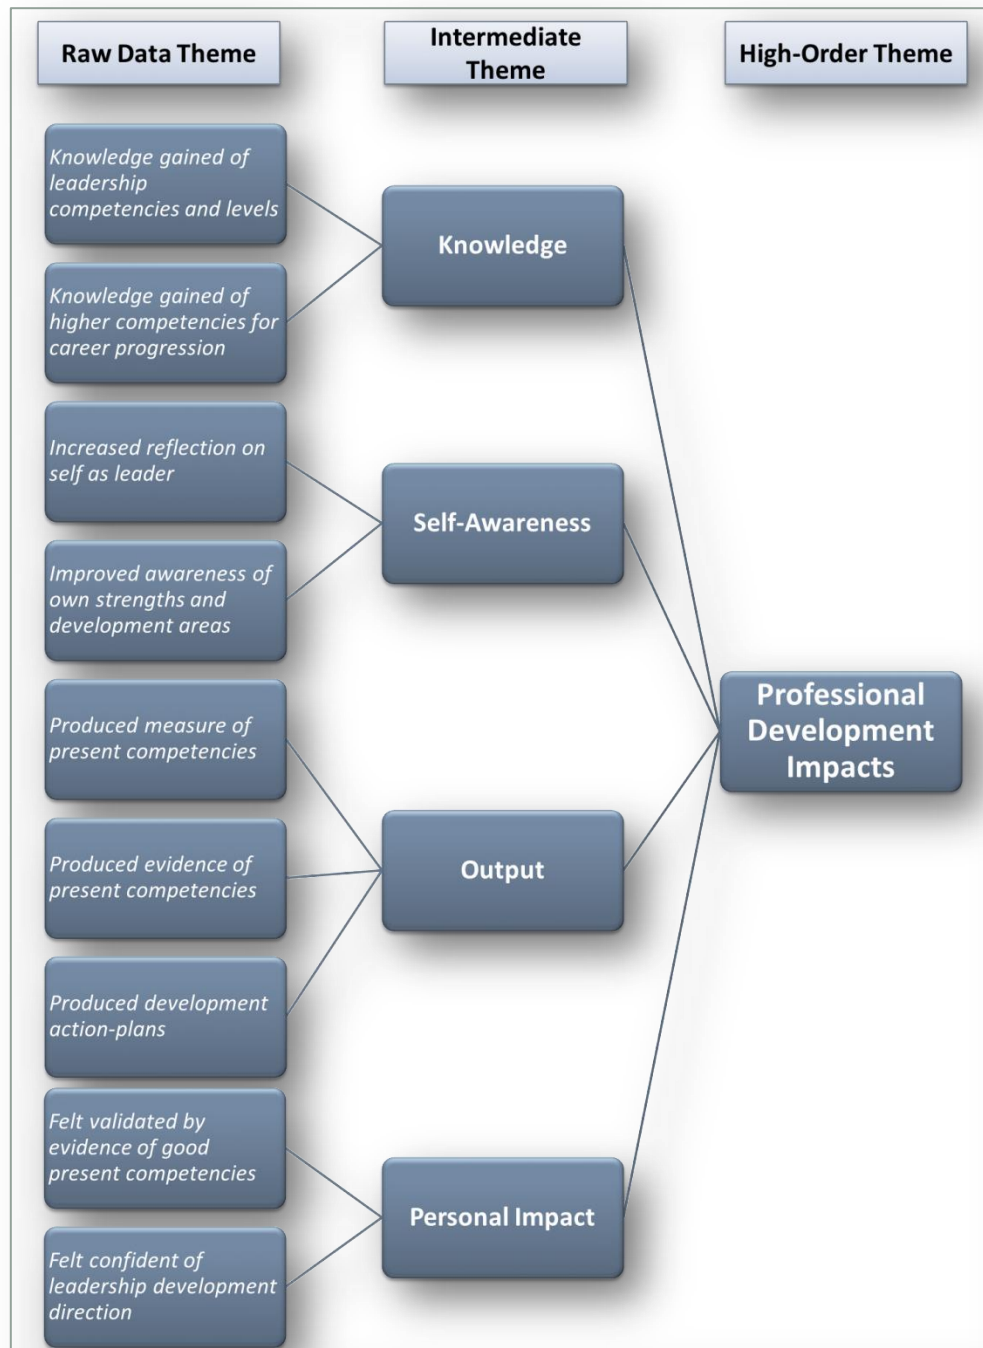 Raw Data Theme
Intermediate
Theme
High-Order Theme
Knowledge gained of
leadership
competencies and levels
Knowledge gained of
higher competencies for
career progression
Knowledge
Increased reflection on
self as leader
Improved awareness of
own strengths and
development areas
Self-Awareness
Produced measure of
present competencies
Produced evidence of
present competencies
Produced development
action-plans
Output
Felt validated by
evidence of good
present competencies
Felt confident of
leadership development
direction
Personal Impact
Professional
Development
Impacts